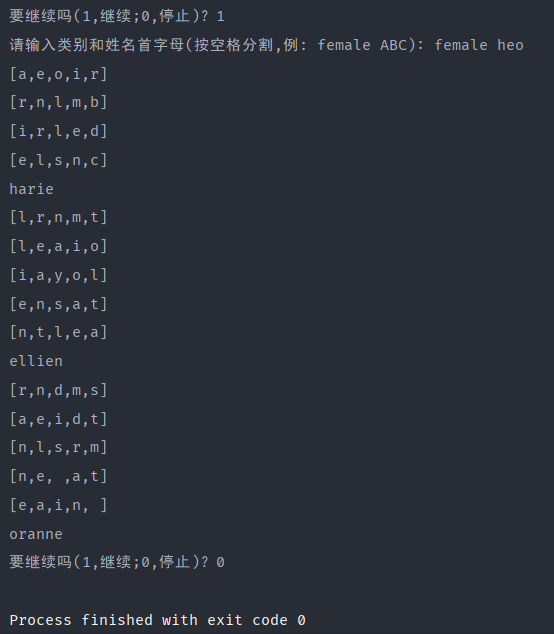 要继续吗(1,继续;0,停止)? 1
请输入类别和姓名首字母(按空格分割,例: female ABC): female heo
[a,e,o,i,r]
[r,n,l,m,b]
[i,r,l,e,d]
[e,l,s,n,c]
harie
[l,r,n,m,t]
[l,e,a,i,o]
[i,a,y,o,l]
[e,n,s,a,t]
[n,t,l,e,a]
ellien
[r,n,d,m,s]
[a,e,i,d,t]
[n,l,s,r,m]
[n,e, ,a,t]
[e,a,i,n, ]
oranne
要继续吗(1,继续;0,停止)? 0
Process finished with exit code 0